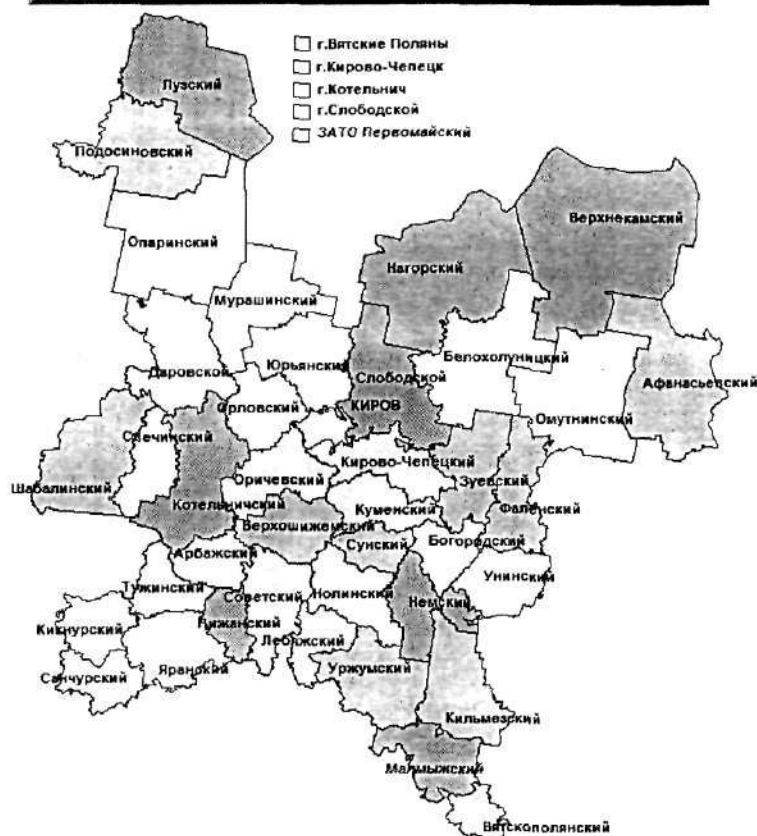 г.Вятские Поляны
г.Кирово-Чепецк
г.Котельнич
г.Слободской
ЗАТО Первомайский
Лузский
Подосиновский
Опаринский
Верхнекамский
Нагорский
Мурашинский
Даровской
Юрьянский
Слободской
Белохолуницкий
Афанасьевский
Орловский
КИРОВ
Омутнинский
Свечинский
Кирово-Чепецкий
Шабалинский
Оричевский
Зуевский
Котельничский
Куменский
Фаленский
Верхошижемский
Сунский
Богородский
Арбажский
Унинский
Тужинский
Советский
Нолинский
Немский
Кикнурский
Пижанский
Лебяжский
Санчурский
Яранский
Уржумский
Кильмезский
Малмыжский
Вятскополянский